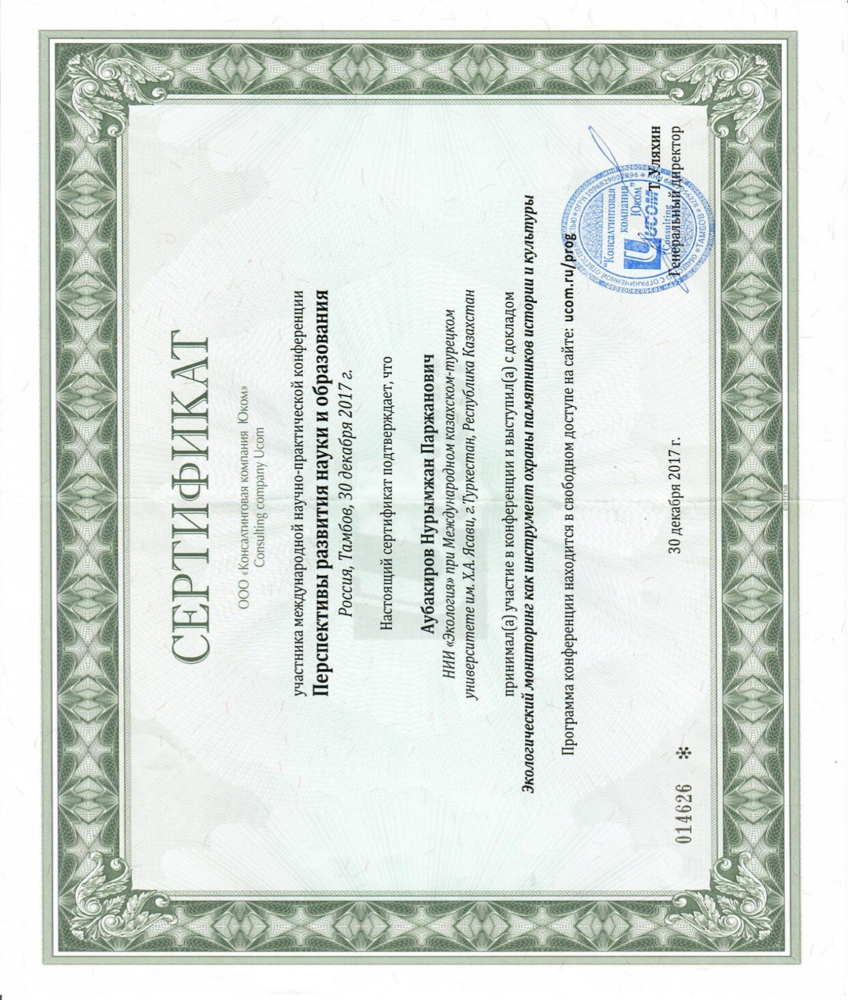 СЕРТИФИКАТ
ООО «Консалтинговая компания Юком»
Consulting company Ucom
участника международной научно-практической конференции
Перспективы развития науки и образования
Россия, Тамбов, 30 декабря 2017 г.
Настоящий сертификат подтверждает, что
Аубакиров Нурымжан Паржанович
НИИ «Экология» при Международном казахском-турецком
университете им. Х.А. Ясави, г.Туркестан, Республика Казахстан
принимал(а) участие в конференции и выступил(а) с докладом
Экологический мониторинг как инструмент охраны памятников истории и культуры
Программа конференции находится в свободном доступе на сайте: ucom.ru/prog
"Консалтинговая
компания
Юком"
Ucom
Consulting
ТАМБОВ
Т. Уляхин
Генеральный директор
30 декабря 2017 г.
014626 *